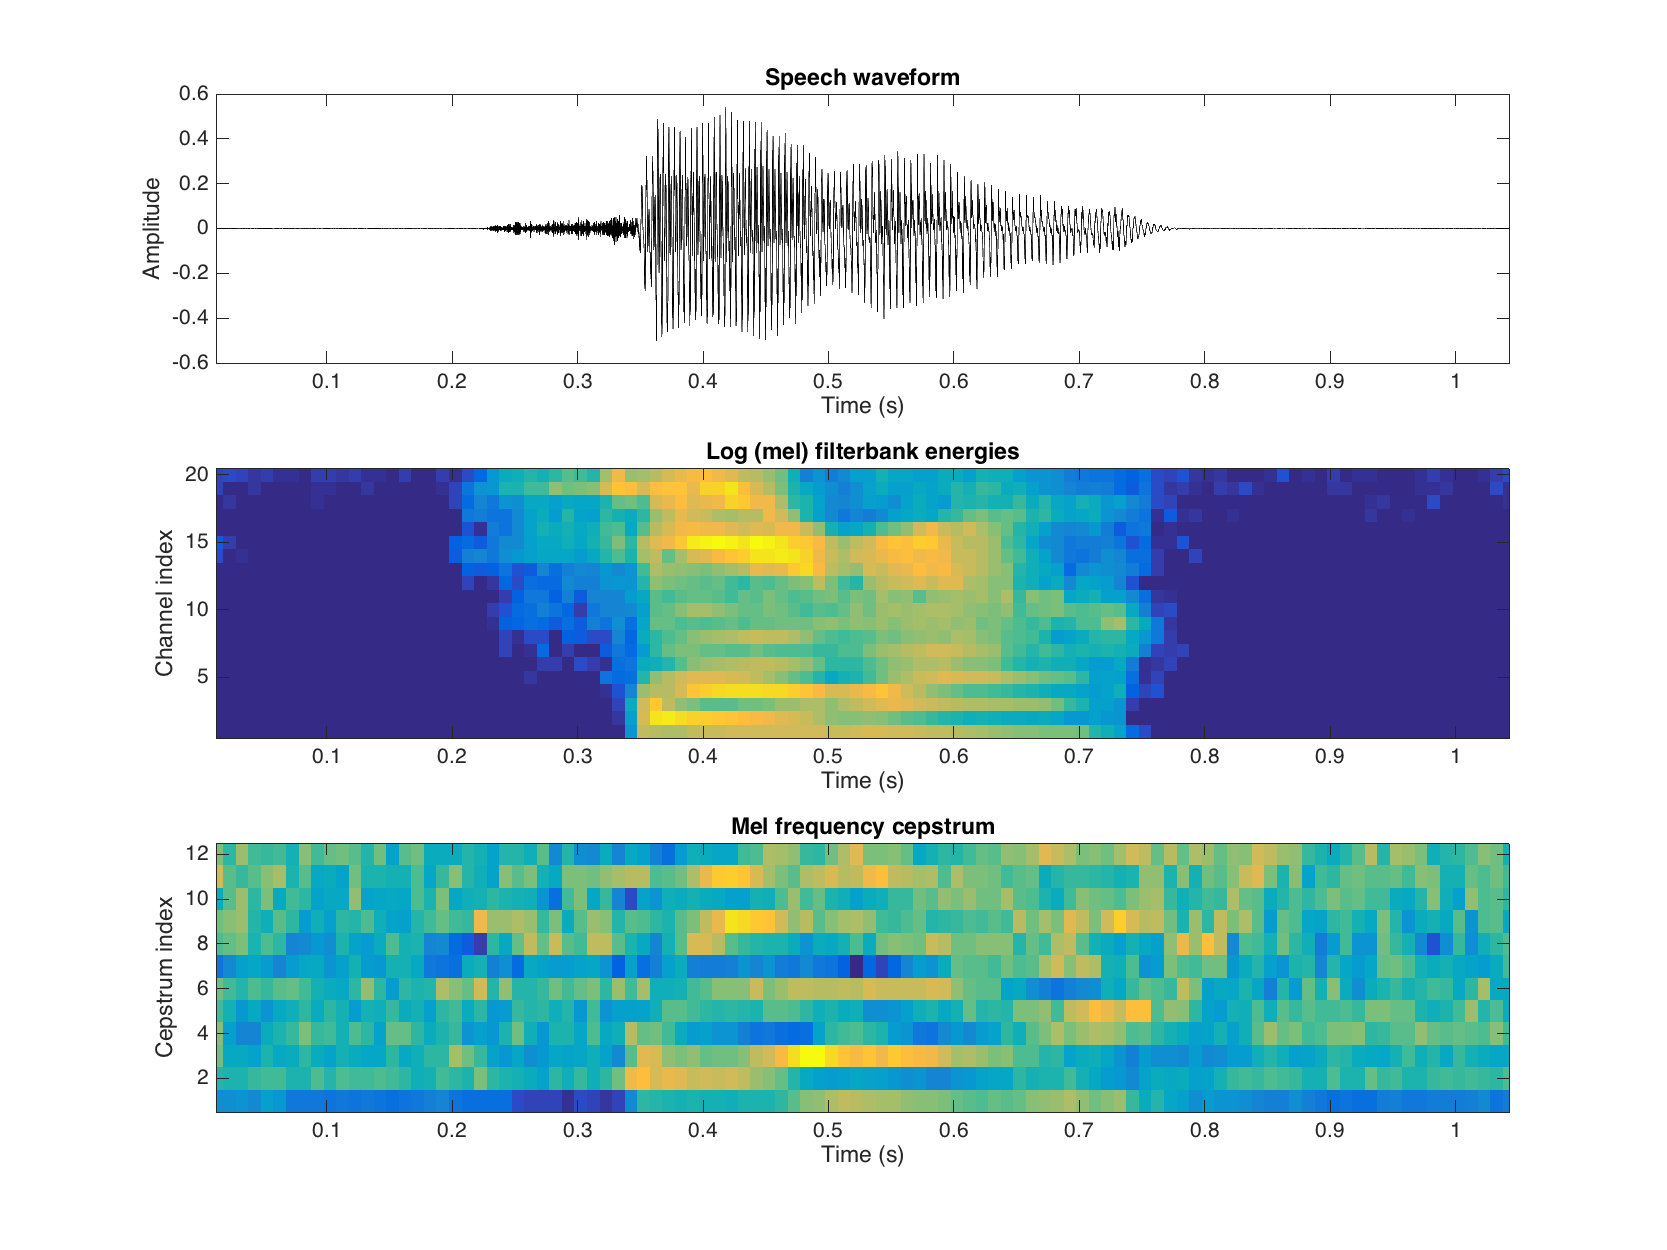 Speech waveform
0.6
0.4
0.2
0
-0.2
-0.4
-0.6
Amplitude
0.1 0.2 0.3 0.4 0.5 0.6 0.7 0.8 0.9 1
Time (s)
Log (mel) filterbank energies
20
15
10
5
Channel index
0.1 0.2 0.3 0.4 0.5 0.6 0.7 0.8 0.9 1
Time (s)
Mel frequency cepstrum
12
10
8
6
4
2
Cepstrum index
0.1 0.2 0.3 0.4 0.5 0.6 0.7 0.8 0.9 1
Time (s)